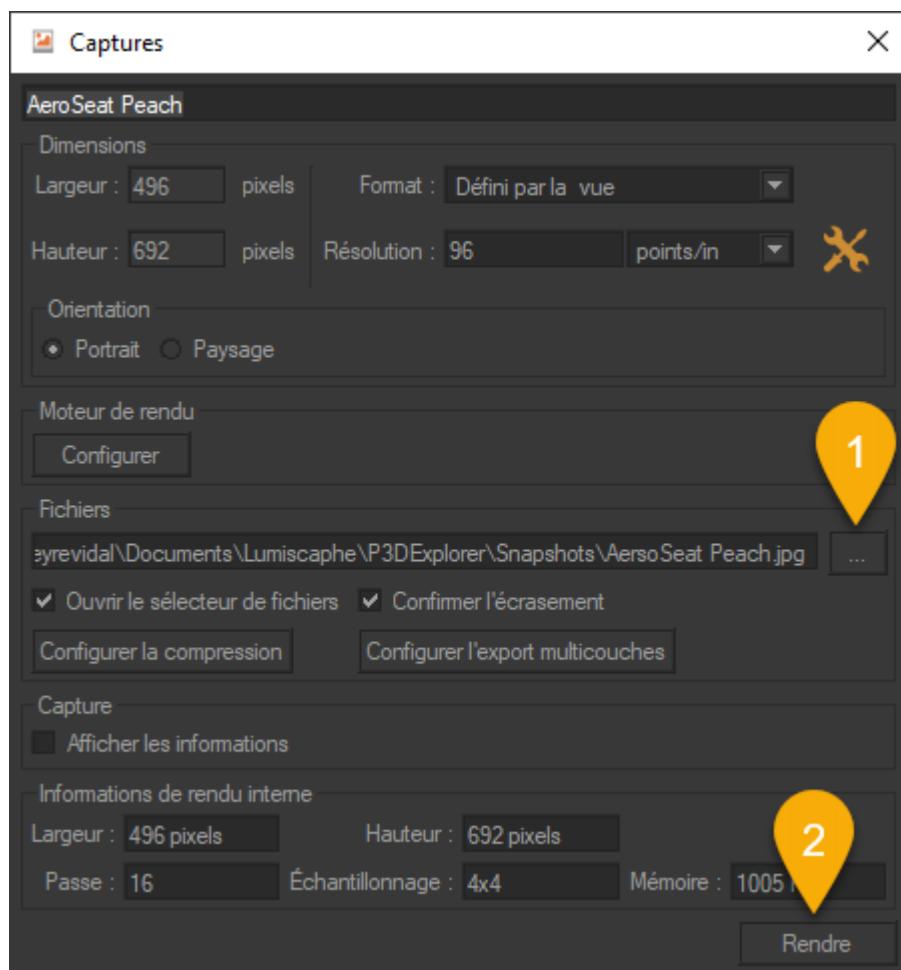 Captures
AeroSeat Peach
Dimensions
Largeur : 496 pixels Format : Défini par la vue
Hauteur : 692 pixels Résolution : 96 points/in
Orientation
Portrait Paysage
Moteur de rendu
Configurer
1
Fichiers
eyrevidal\Documents\Lumiscaphe\P3DExplorer\Snapshots\AersoSeat Peach.jpg ...
Ouvrir le sélecteur de fichiers Confirmer l'écrasement
Configurer la compression Configurer l'export multicouches
Capture
Afficher les informations
Informations de rendu interne
Largeur : 496 pixels Hauteur : 692 pixels
2
Passe : 16 Échantillonnage : 4x4 Mémoire : 1005
Rendre